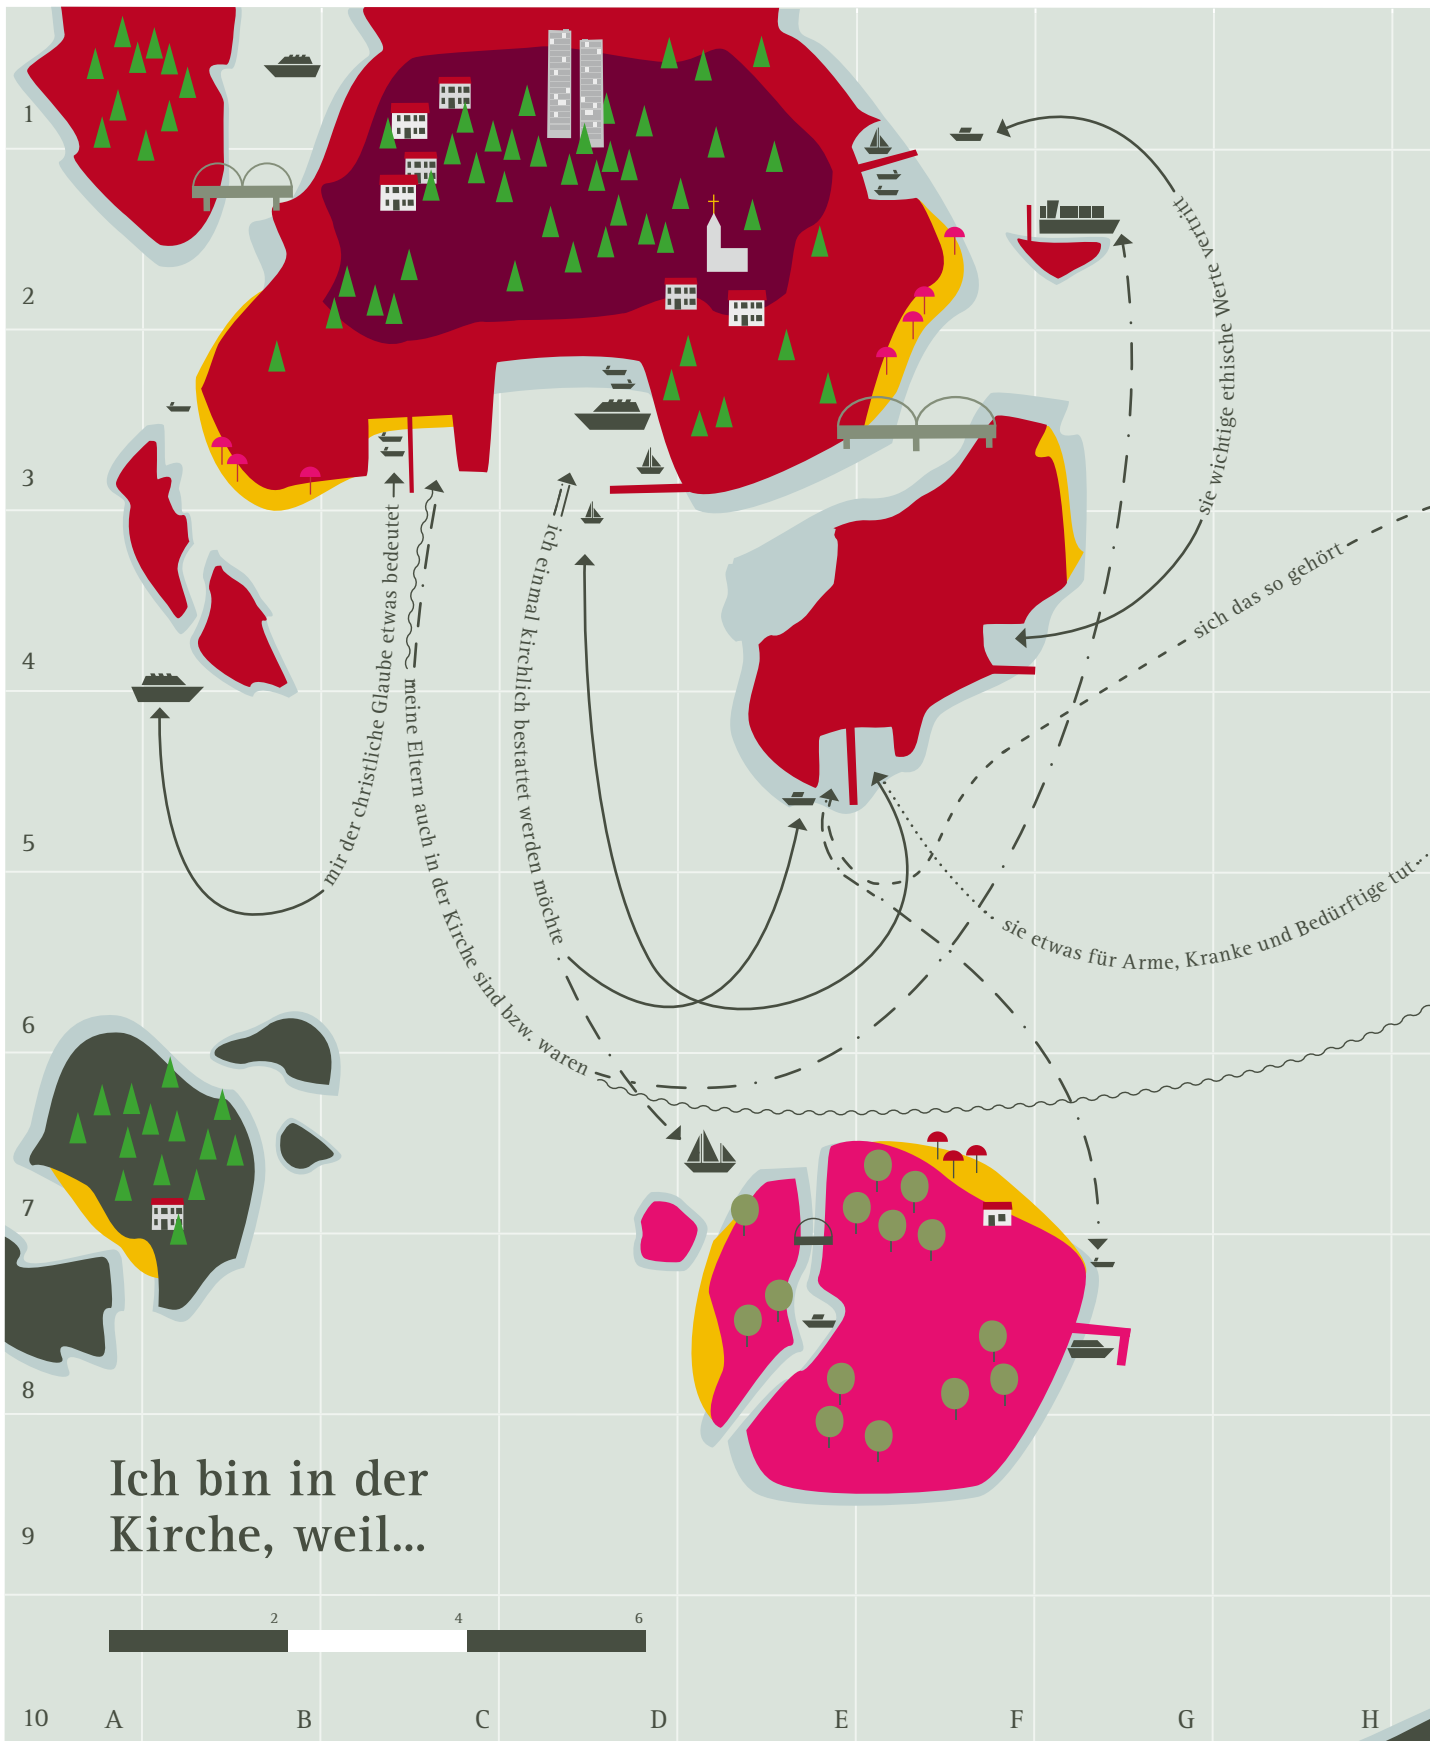 1
2
3
4
5
6
7
8
9
10
sie wichtige ethische Werte vertritt
sich das so gehört
mir der christliche Glaube etwas bedeutet
meine Eltern auch in der Kirche sind bzw. waren
ich einmal kirchlich bestattet werden möchte
sie etwas für Arme, Kranke und Bedürftige tut
Ich bin in der
Kirche, weil...
2 4 6
A B C D E F G H